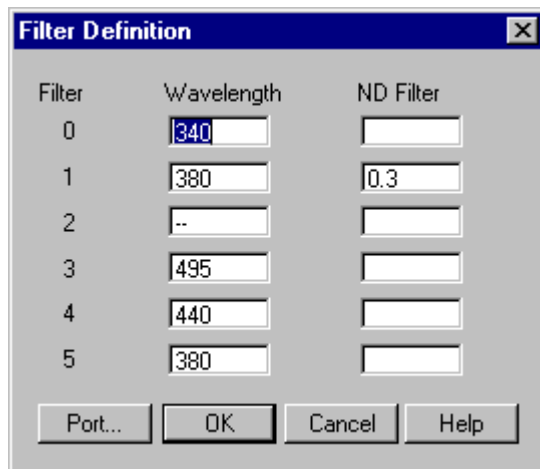 Filter Definition
Filter Wavelength ND Filter
0 340
1 380 0.3
2 --
3 495
4 440
5 380
Port... OK Cancel Help